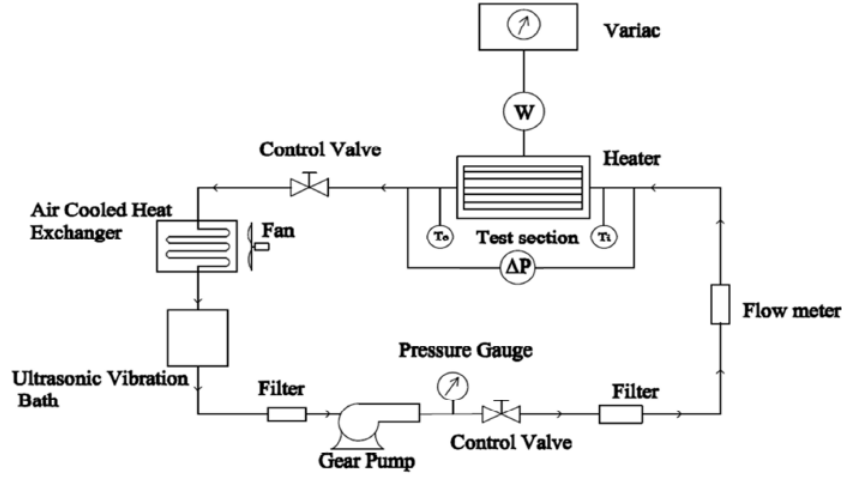 Variac
W
Control Valve
Heater
Air Cooled Heat
Exchanger
Fan
To
Test section
Ti
ΔP
Flow meter
Pressure Gauge
Ultrasonic Vibration
Bath
Filter
Filter
Control Valve
Gear Pump